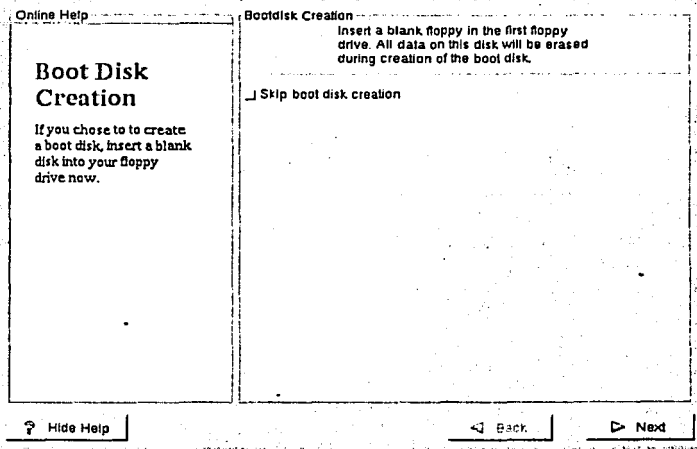 Online Help
Boot Disk
Creation
If you chose to to create
a boot disk, insert a blank
disk into your floppy
drive now.
Bootdisk Creation
Insert a blank floppy in the first floppy
drive. All data on this disk will be erased
during creation of the boot disk.
Skip boot disk creation
? Hide Help
Back
Next